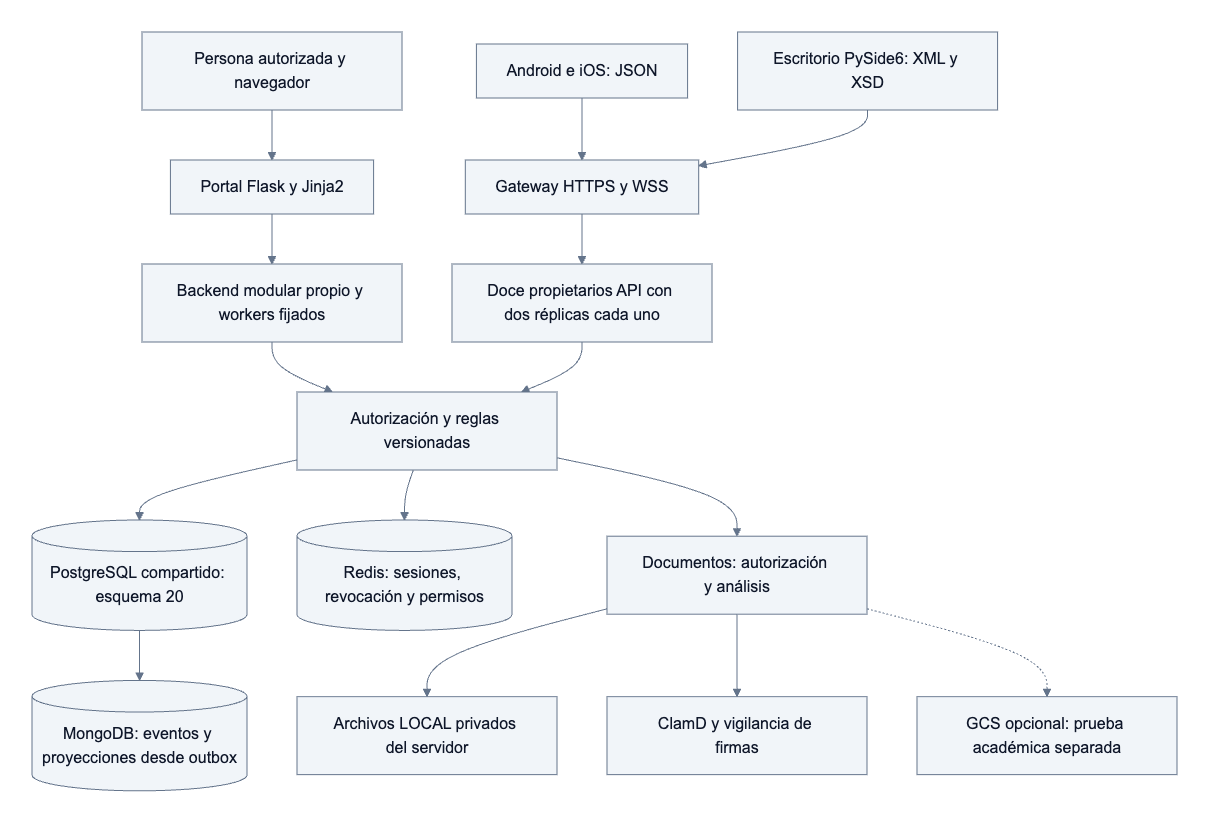 Persona autorizada y
navegador
Android e iOS: JSON
Escritorio PySide6: XML y
XSD
Portal Flask y Jinja2
Gateway HTTPS y WSS
Backend modular propio y
workers fijados
Doce propietarios API con
dos réplicas cada uno
Autorización y reglas
versionadas
PostgreSQL compartido:
esquema 20
Redis: sesiones,
revocación y permisos
Documentos: autorización
y análisis
MongoDB: eventos y
proyecciones desde outbox
Archivos LOCAL privados
del servidor
ClamD y vigilancia de
firmas
GCS opcional: prueba
académica separada